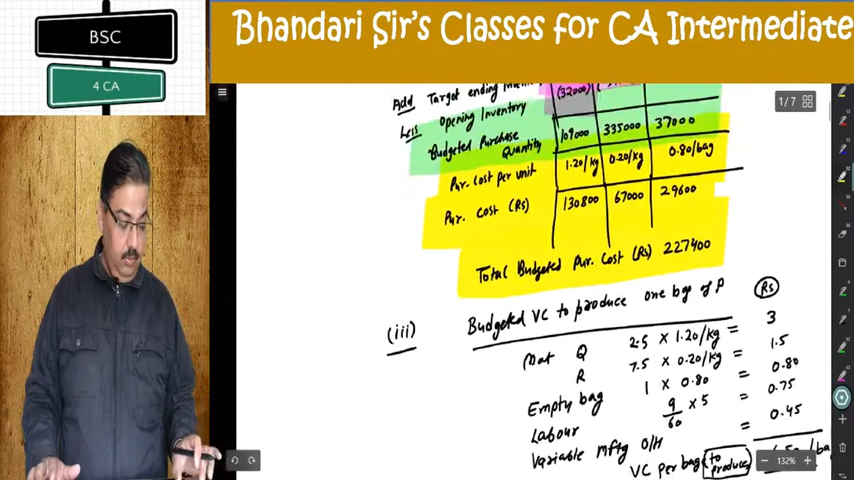 BSC
4 CA
Bhandari Sir's Classes for CA Intermediate
1/7
Add Target ending (32000)
Less Opening Inventory
Budgeted Purchase Quantity 109000 335000 37000
Pur. cost per unit 1.20/kg 0.20/kg 0.80/bag
Pur. cost (Rs) 130800 67000 29600
Total Budgeted Pur. Cost (Rs) 227400
(iii) Budgeted VC to produce one bag of P Rs
Mat Q 2.5 x 1.20/kg = 3
R 7.5 x 0.20/kg = 1.5
Empty bag 1 x 0.80 = 0.80
Labour 9/60 x 5 = 0.75
Variable Mftg O/H = 0.45
VC per bag (to produce)
132%